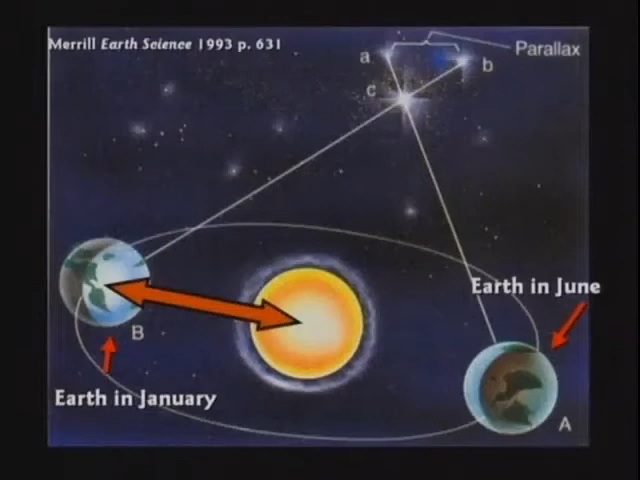 Merrill Earth Science 1993 p. 631
Parallax
a
b
c
Earth in June
B
Earth in January
A